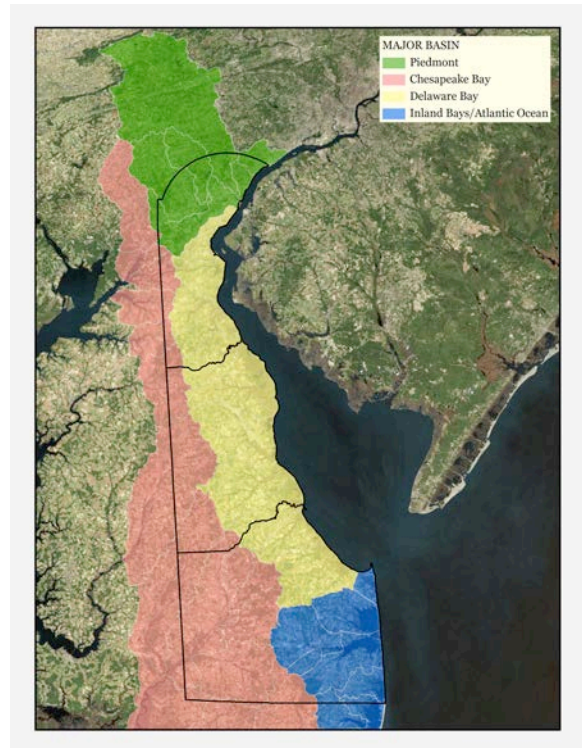 MAJOR BASIN
Piedmont
Chesapeake Bay
Delaware Bay
Inland Bays/Atlantic Ocean